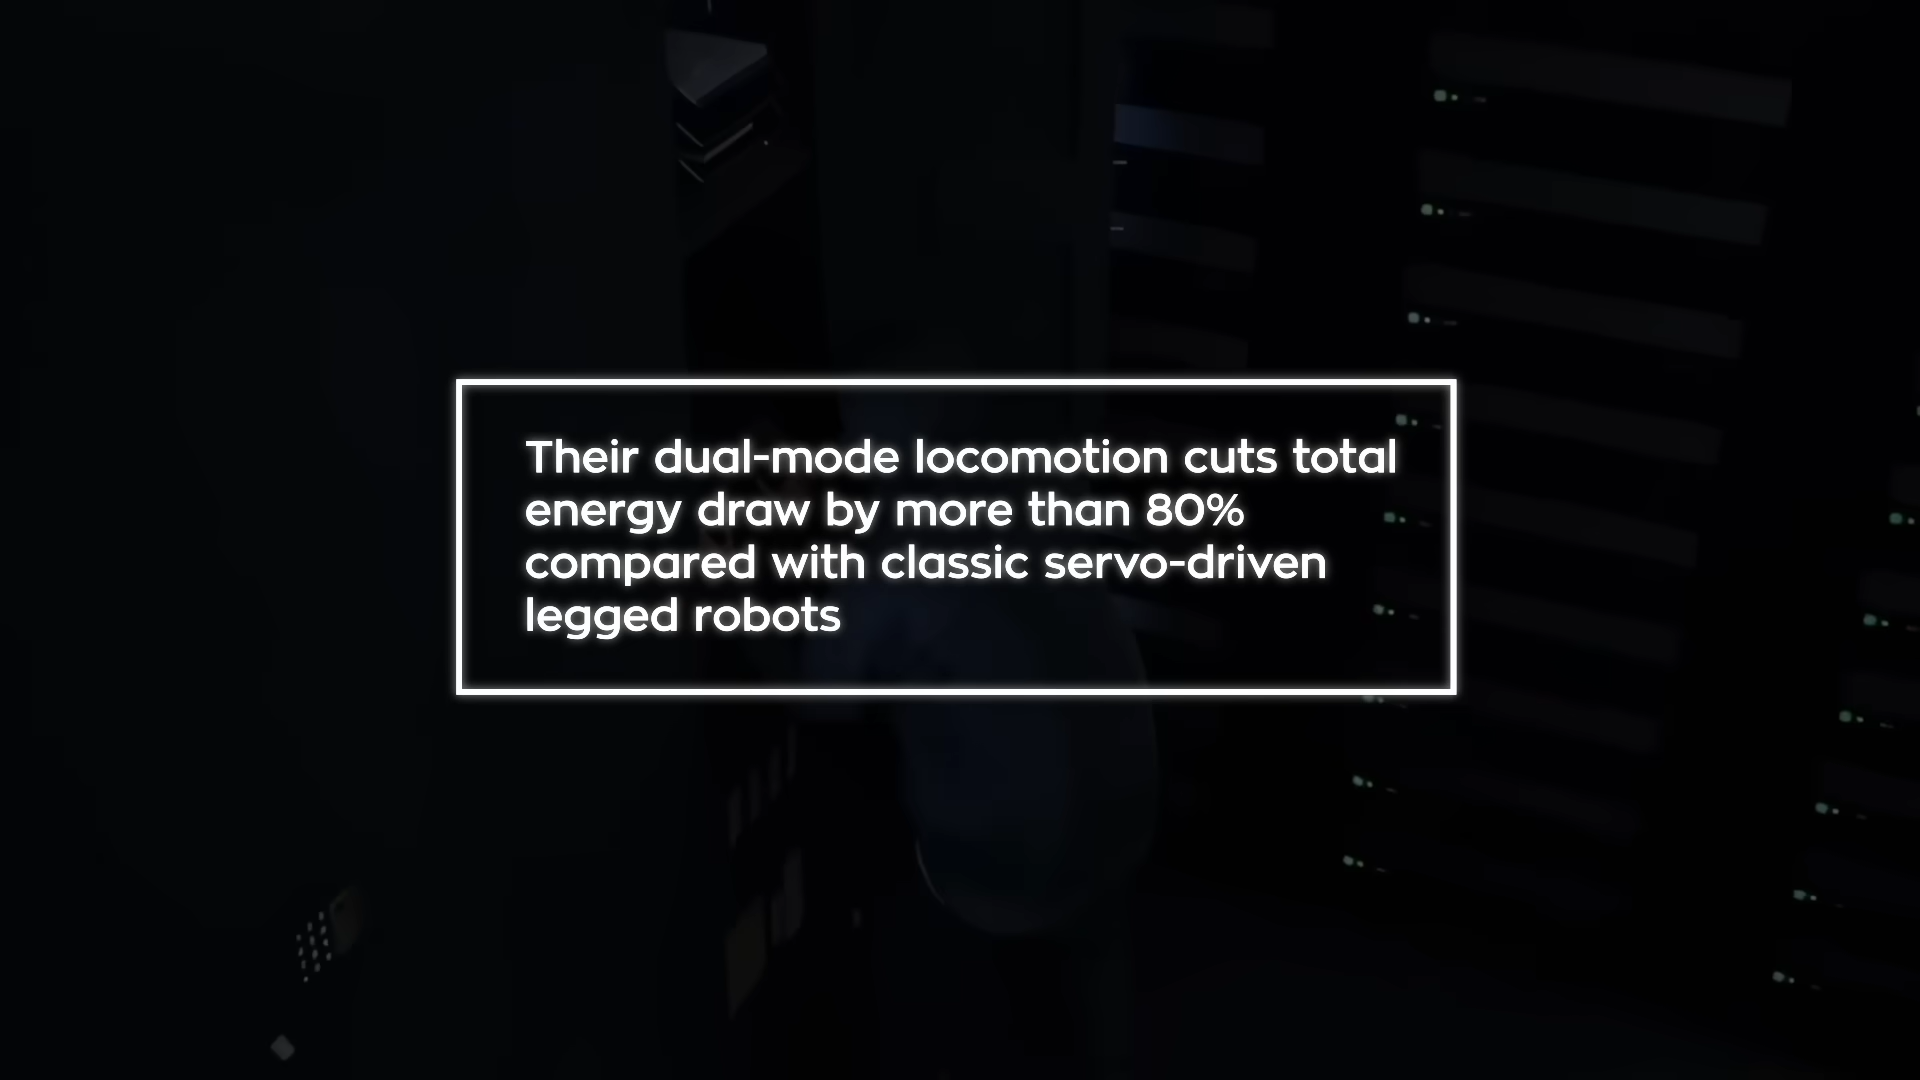 Their dual-mode locomotion cuts total
energy draw by more than 80%
compared with classic servo-driven
legged robots